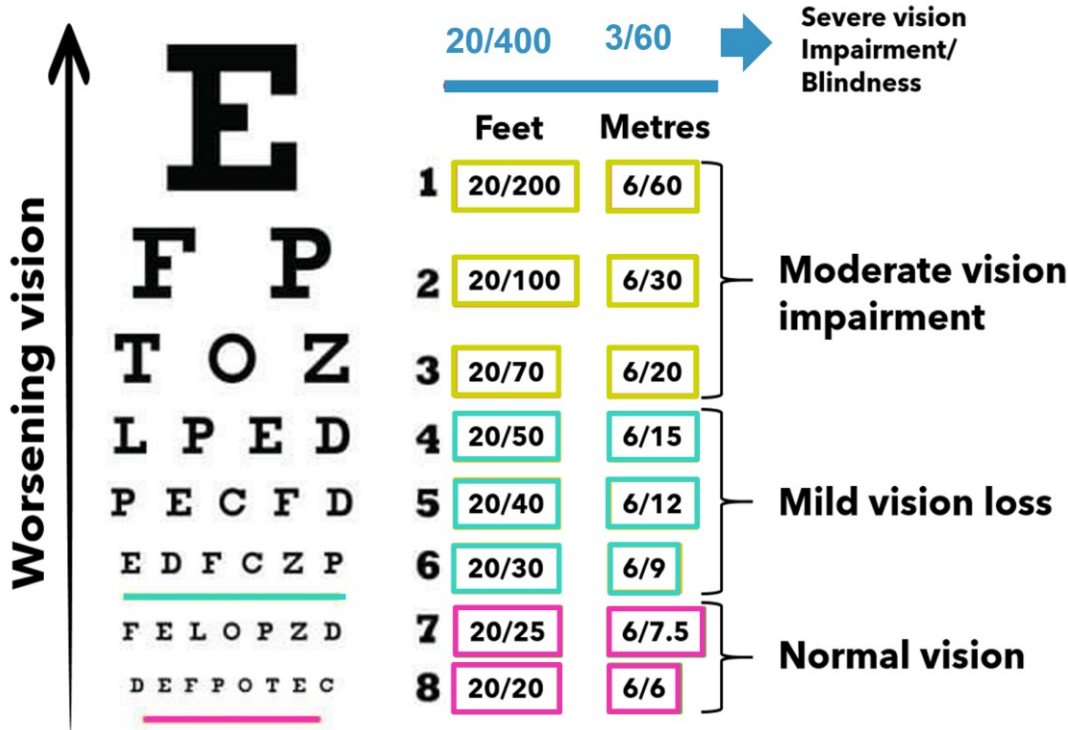 Worsening vision
20/400 3/60
Severe vision
Impairment/
Blindness
Feet Metres
E
1 20/200 6/60
F P
2 20/100 6/30
Moderate vision
impairment
T O Z
3 20/70 6/20
L P E D
4 20/50 6/15
P E C F D
5 20/40 6/12
Mild vision loss
E D F C Z P
6 20/30 6/9
F E L O P Z D
7 20/25 6/7.5
Normal vision
D E F P O T E C
8 20/20 6/6